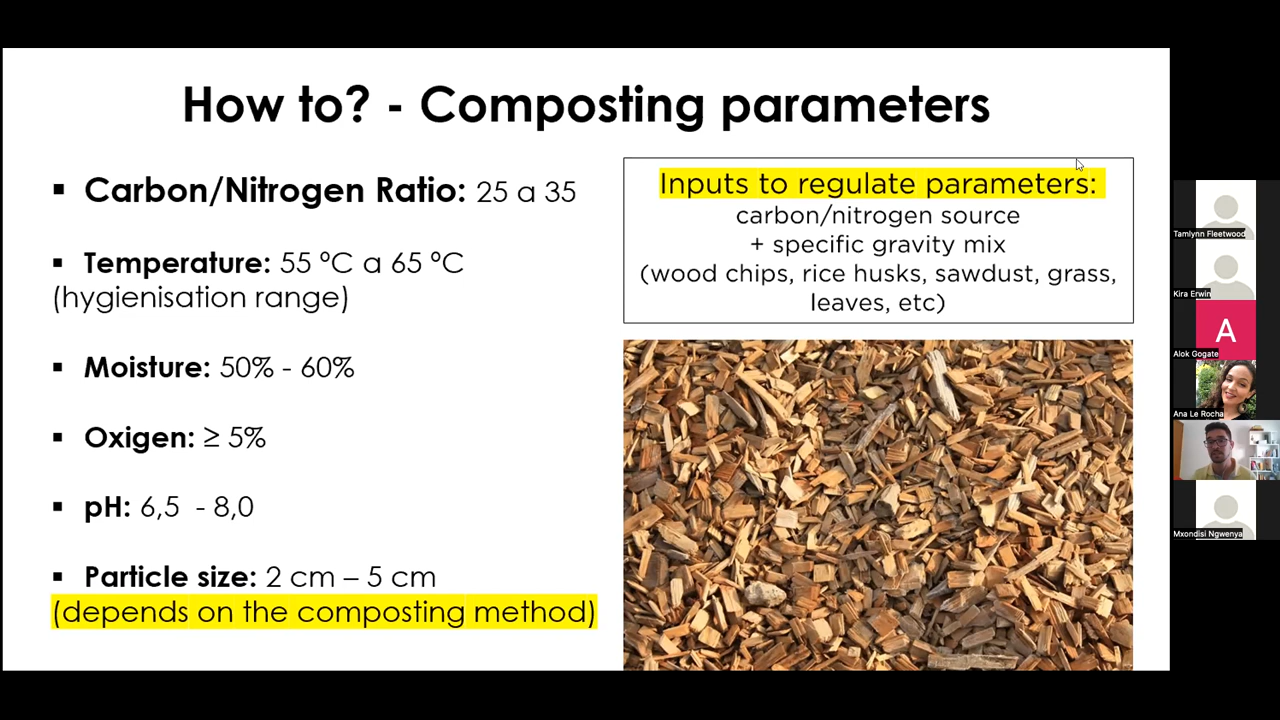 How to? - Composting parameters
▪ Carbon/Nitrogen Ratio: 25 a 35
▪ Temperature: 55 ºC a 65 ºC
(hygienisation range)
▪ Moisture: 50% - 60%
▪ Oxigen: ≥ 5%
▪ pH: 6,5 - 8,0
▪ Particle size: 2 cm – 5 cm
(depends on the composting method)
Inputs to regulate parameters:
carbon/nitrogen source
+ specific gravity mix
(wood chips, rice husks, sawdust, grass,
leaves, etc)
Tamlynn Fleetwood
Kira Erwin
A
Alok Gogate
Ana Le Rocha
Mxondisi Ngwenya